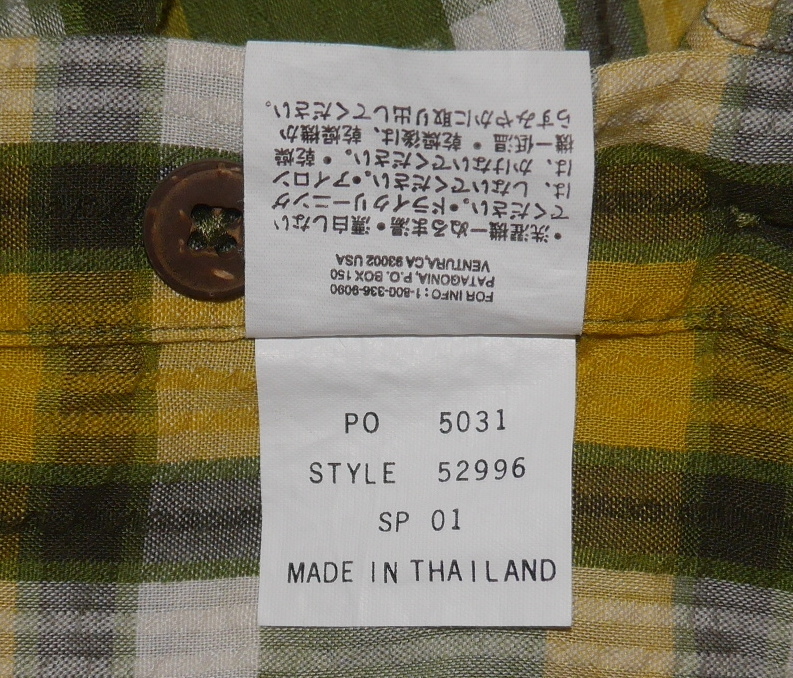 FOR INFO:1-800-336-9090
PATAGONIA, P.O. BOX 150
VENTURA,CA 93002 USA
•洗濯機ーぬるま湯•漂白しない
でください。•ドライクリーニング
は、しないでください。•アイロン
は、かけないでください。•乾燥
機ー低温•乾燥後は、乾燥機か
らすみやかに取り出してください。
PO 5031
STYLE 52996
SP 01
MADE IN THAILAND